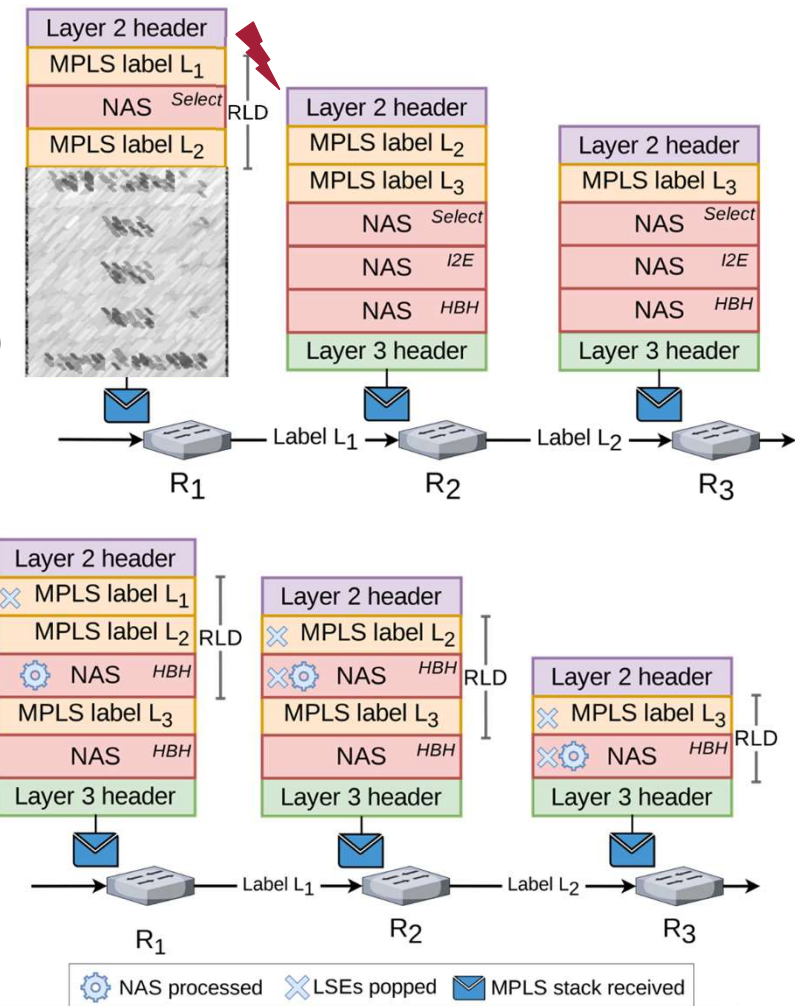 Layer 2 header
MPLS label L1
NAS Select
MPLS label L2
RLD
Layer 2 header
MPLS label L2
MPLS label L3
NAS Select
NAS I2E
NAS HBH
Layer 3 header
Layer 2 header
MPLS label L3
NAS Select
NAS I2E
NAS HBH
Layer 3 header
Label L1
Label L2
R1
R2
R3
Layer 2 header
MPLS label L1
MPLS label L2
NAS HBH
MPLS label L3
NAS HBH
Layer 3 header
RLD
Layer 2 header
MPLS label L2
NAS HBH
MPLS label L3
NAS HBH
Layer 3 header
RLD
Layer 2 header
MPLS label L3
NAS HBH
Layer 3 header
RLD
Label L1
Label L2
R1
R2
R3
NAS processed
LSEs popped
MPLS stack received